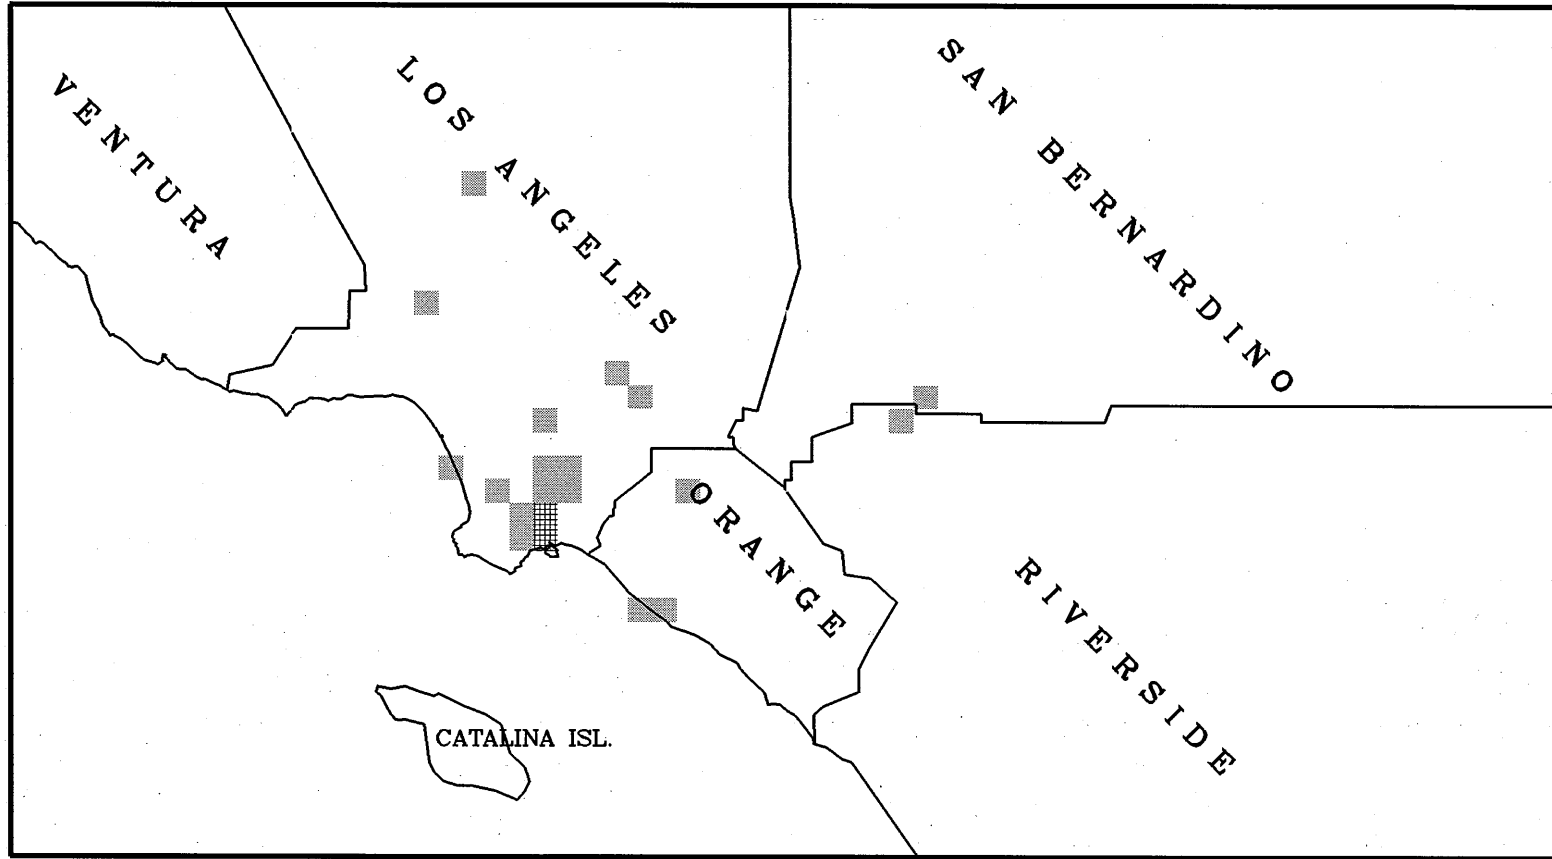 VENTURA
LOS ANGELES
SAN BERNARDINO
ORANGE
RIVERSIDE
CATALINA ISL.